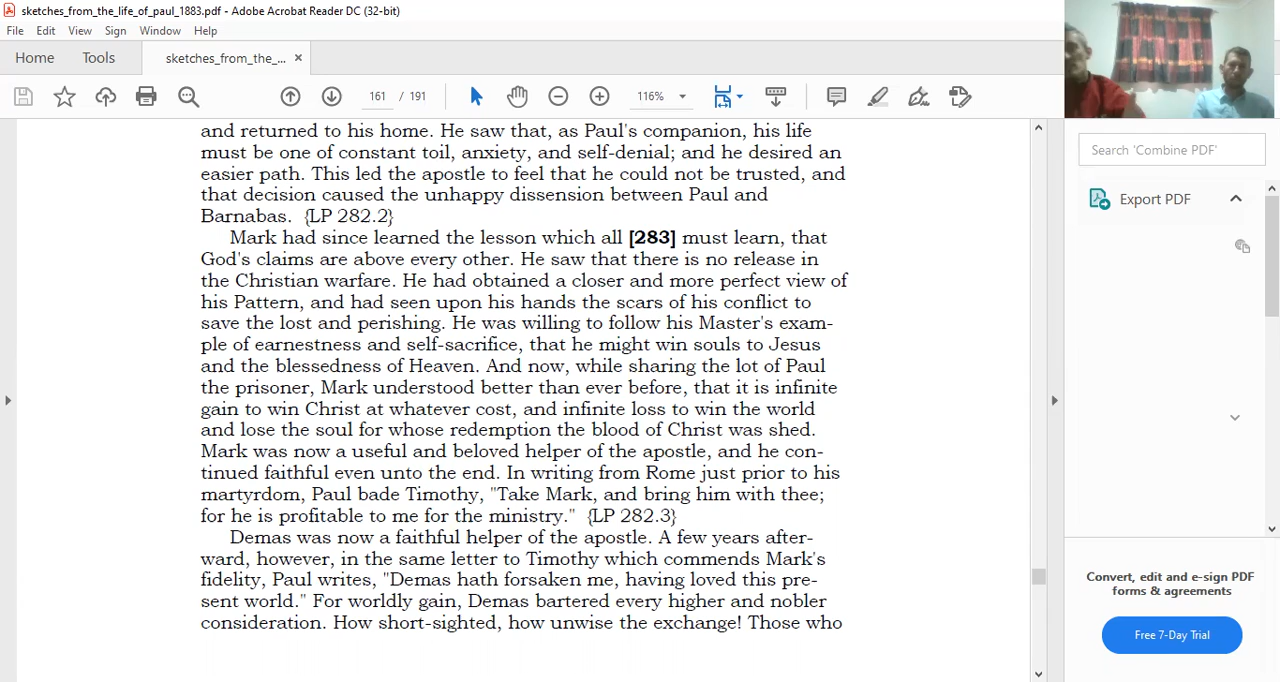 sketches_from_the_life_of_paul_1883.pdf - Adobe Acrobat Reader DC (32-bit)
File Edit View Sign Window Help
Home Tools sketches_from_the_... ×
161 / 191 116%
Search 'Combine PDF'
Export PDF
and returned to his home. He saw that, as Paul's companion, his life
must be one of constant toil, anxiety, and self-denial; and he desired an
easier path. This led the apostle to feel that he could not be trusted, and
that decision caused the unhappy dissension between Paul and
Barnabas. {LP 282.2}
Mark had since learned the lesson which all [283] must learn, that
God's claims are above every other. He saw that there is no release in
the Christian warfare. He had obtained a closer and more perfect view of
his Pattern, and had seen upon his hands the scars of his conflict to
save the lost and perishing. He was willing to follow his Master's exam-
ple of earnestness and self-sacrifice, that he might win souls to Jesus
and the blessedness of Heaven. And now, while sharing the lot of Paul
the prisoner, Mark understood better than ever before, that it is infinite
gain to win Christ at whatever cost, and infinite loss to win the world
and lose the soul for whose redemption the blood of Christ was shed.
Mark was now a useful and beloved helper of the apostle, and he con-
tinued faithful even unto the end. In writing from Rome just prior to his
martyrdom, Paul bade Timothy, "Take Mark, and bring him with thee;
for he is profitable to me for the ministry." {LP 282.3}
Demas was now a faithful helper of the apostle. A few years after-
ward, however, in the same letter to Timothy which commends Mark's
fidelity, Paul writes, "Demas hath forsaken me, having loved this pre-
sent world." For worldly gain, Demas bartered every higher and nobler
consideration. How short-sighted, how unwise the exchange! Those who
Convert, edit and e-sign PDF
forms & agreements
Free 7-Day Trial